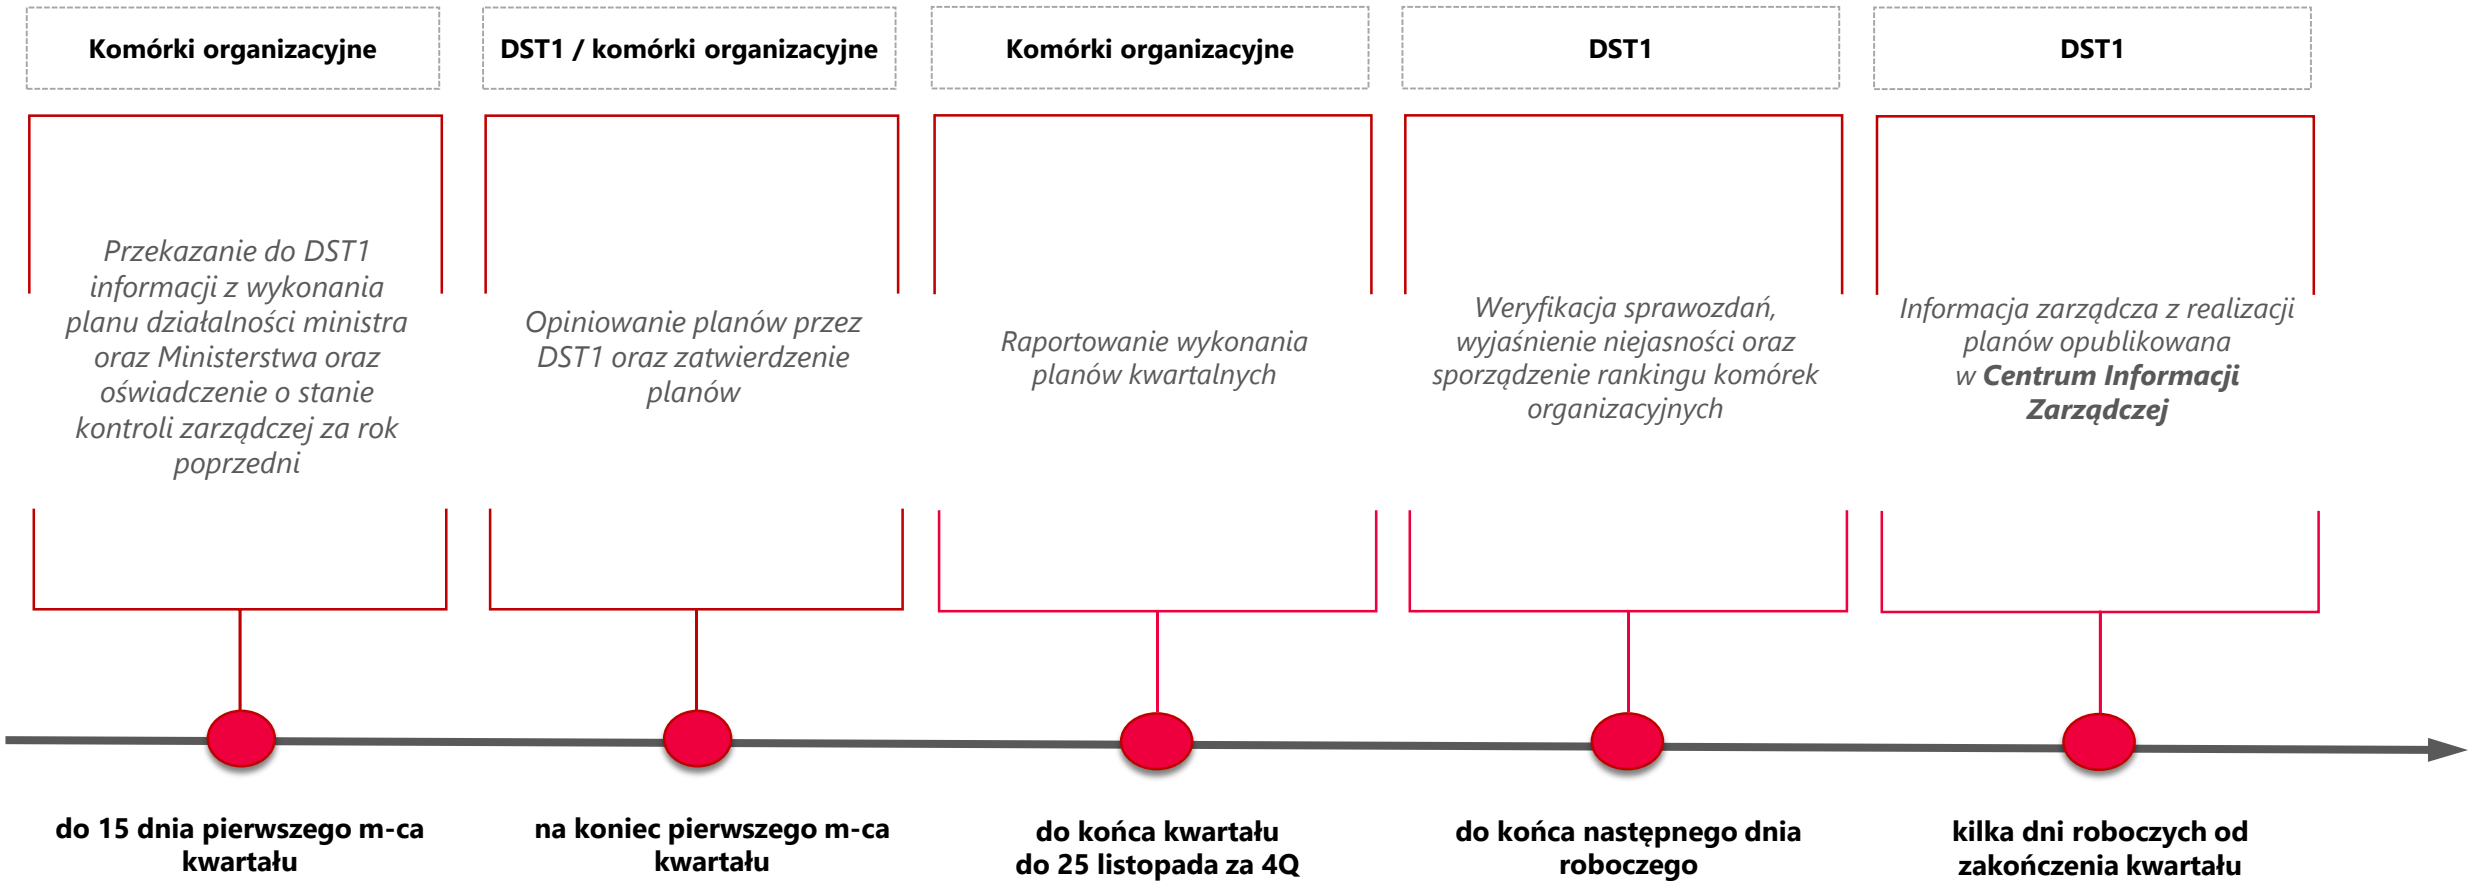 Komórki organizacyjne
DST1 / komórki organizacyjne
Komórki organizacyjne
DST1
DST1
Przekazanie do DST1
informacji z wykonania
planu działalności ministra
oraz Ministerstwa oraz
oświadczenie o stanie
kontroli zarządczej za rok
poprzedni
Opiniowanie planów przez
DST1 oraz zatwierdzenie
planów
Raportowanie wykonania
planów kwartalnych
Weryfikacja sprawozdań,
wyjaśnienie niejasności oraz
sporządzenie rankingu komórek
organizacyjnych
Informacja zarządcza z realizacji
planów opublikowana
w Centrum Informacji
Zarządczej
do 15 dnia pierwszego m-ca
kwartału
na koniec pierwszego m-ca
kwartału
do końca kwartału
do 25 listopada za 4Q
do końca następnego dnia
roboczego
kilka dni roboczych od
zakończenia kwartału